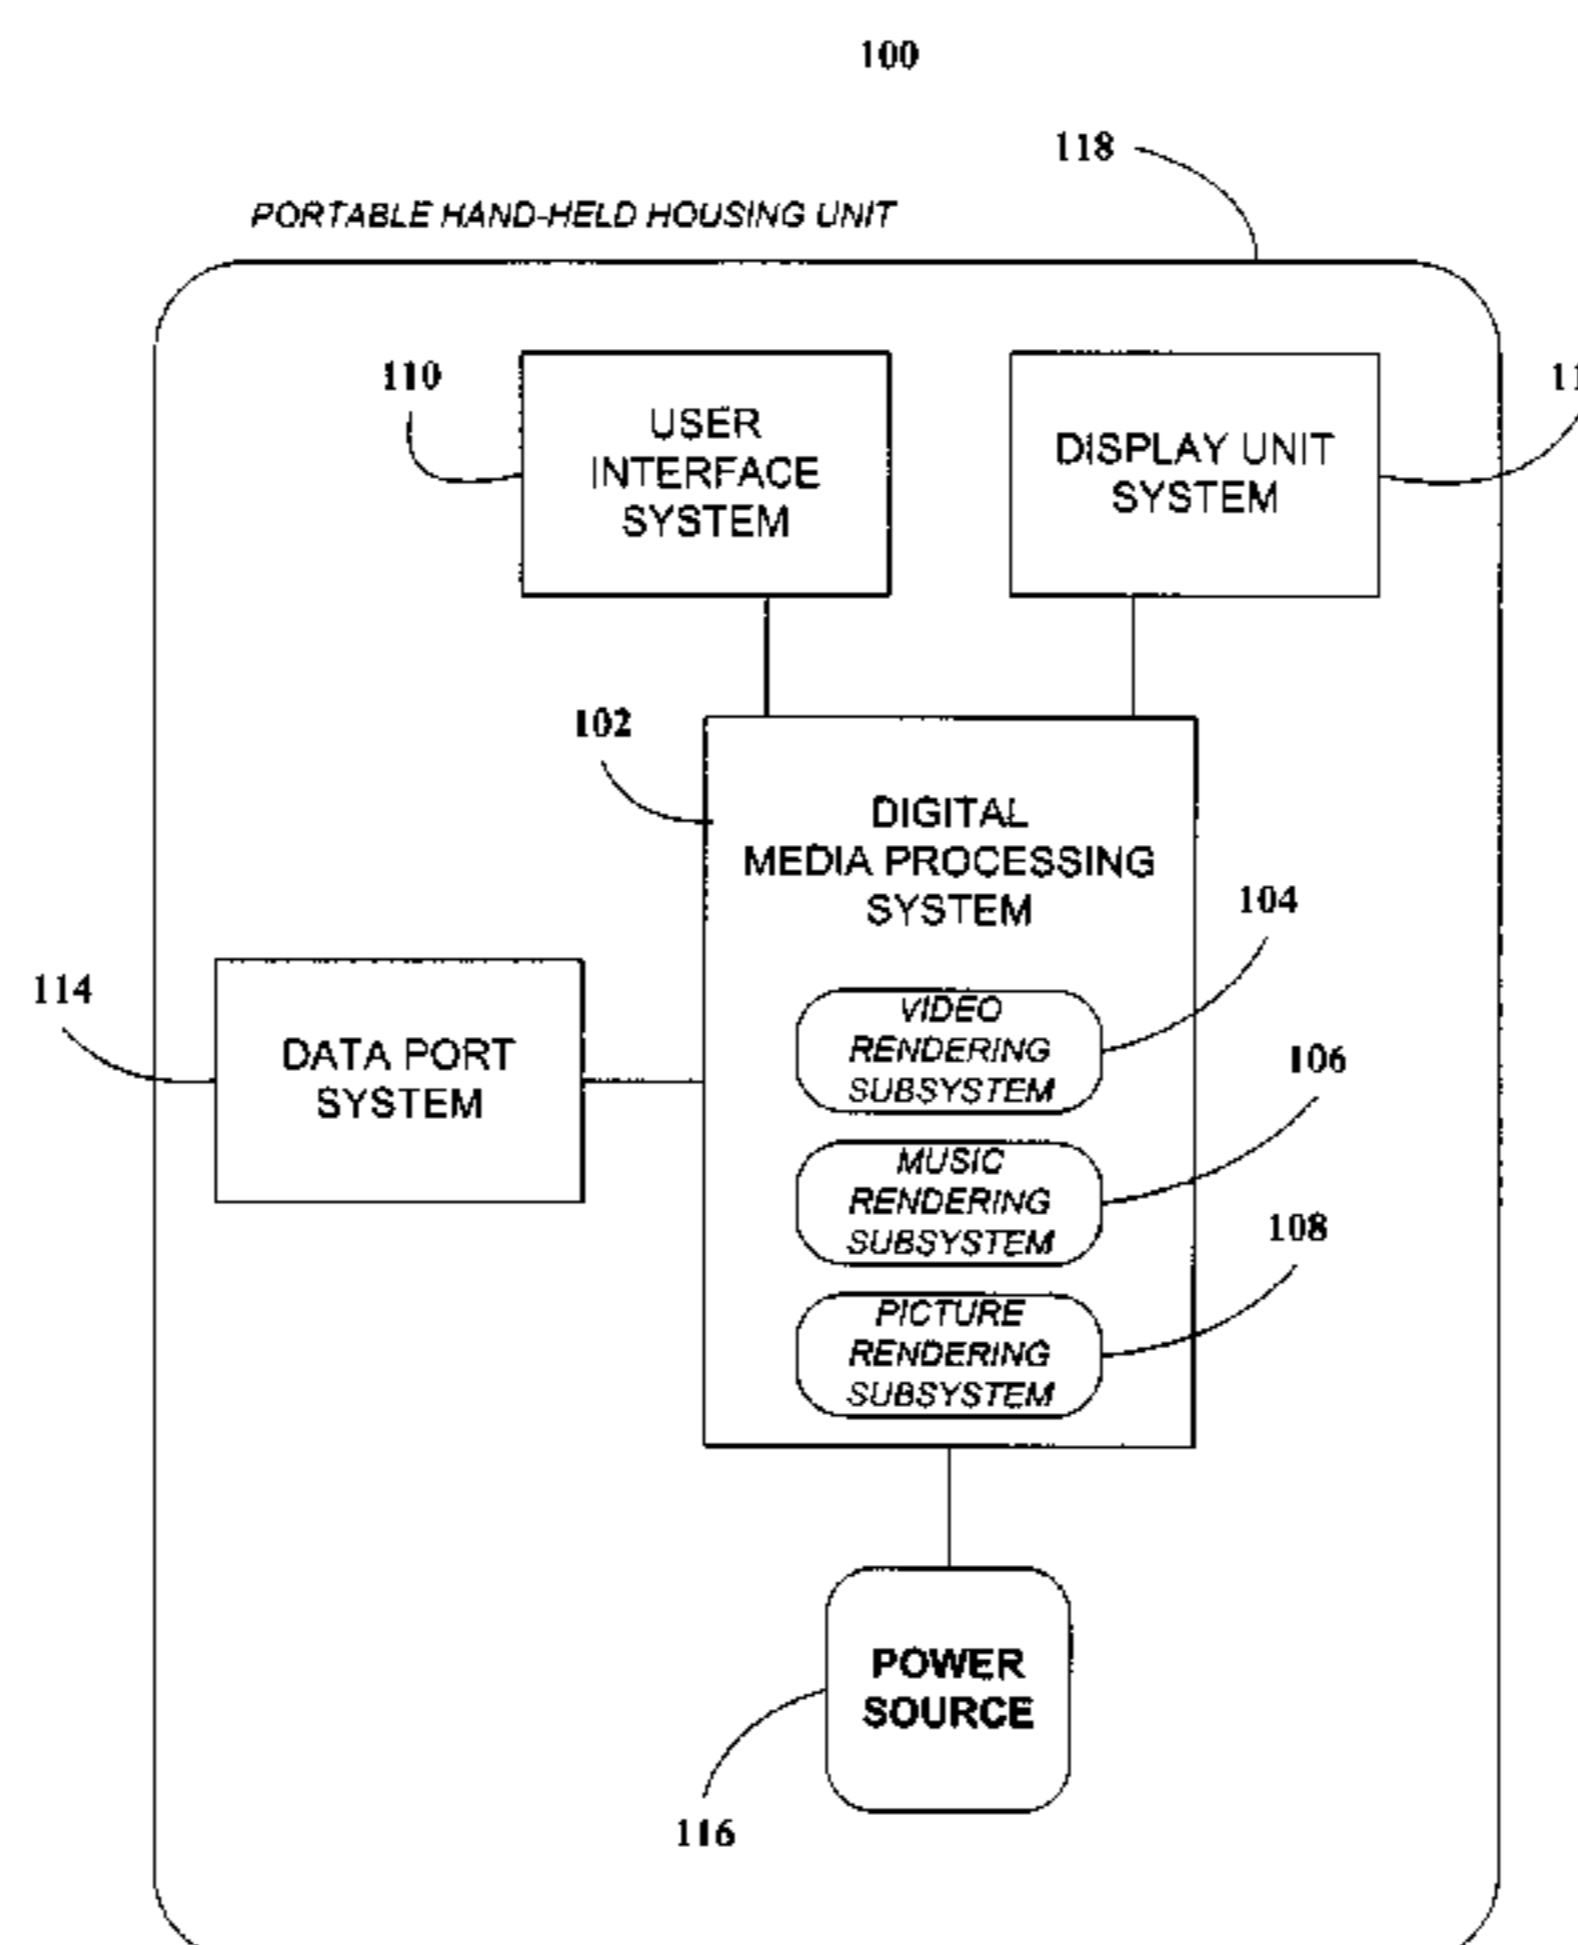 100
118
PORTABLE HAND-HELD HOUSING UNIT
110
USER
INTERFACE
SYSTEM
DISPLAY UNIT
SYSTEM
102
DIGITAL
MEDIA PROCESSING
SYSTEM
104
VIDEO
RENDERING
SUBSYSTEM
114
DATA PORT
SYSTEM
106
MUSIC
RENDERING
SUBSYSTEM
108
PICTURE
RENDERING
SUBSYSTEM
POWER
SOURCE
116